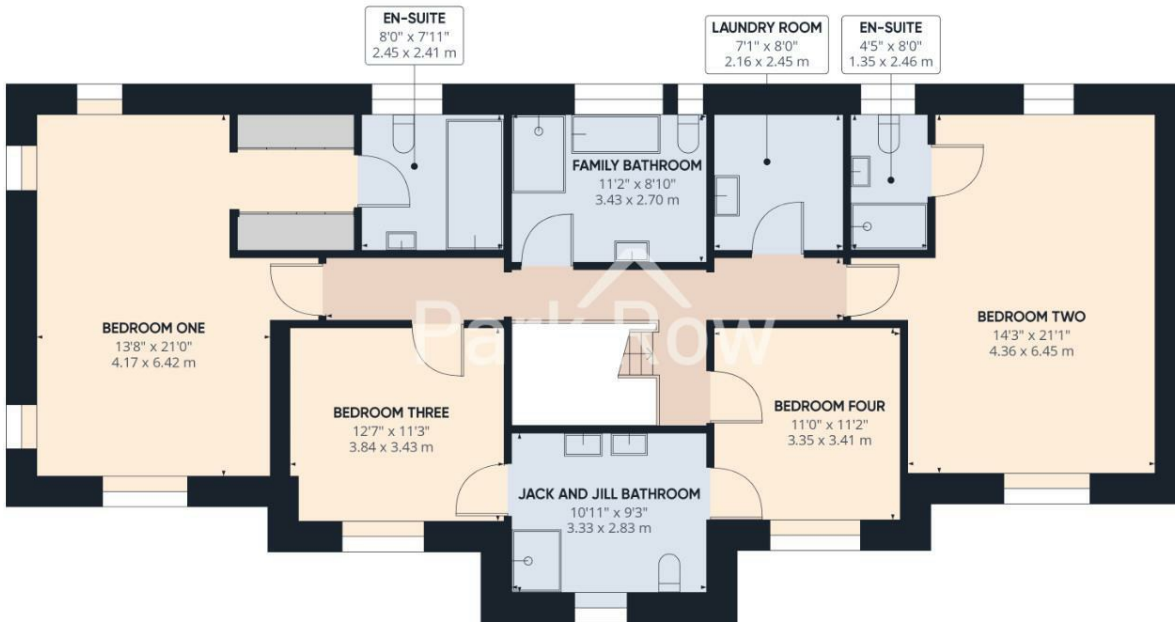 EN-SUITE
8'0" x 7'11"
2.45 x 2.41 m
LAUNDRY ROOM
7'1" x 8'0"
2.16 x 2.45 m
EN-SUITE
4'5" x 8'0"
1.35 x 2.46 m
FAMILY BATHROOM
11'2" x 8'10"
3.43 x 2.70 m
BEDROOM ONE
13'8" x 21'0"
4.17 x 6.42 m
Park Row
BEDROOM TWO
14'3" x 21'1"
4.36 x 6.45 m
BEDROOM THREE
12'7" x 11'3"
3.84 x 3.43 m
BEDROOM FOUR
11'0" x 11'2"
3.35 x 3.41 m
JACK AND JILL BATHROOM
10'11" x 9'3"
3.33 x 2.83 m